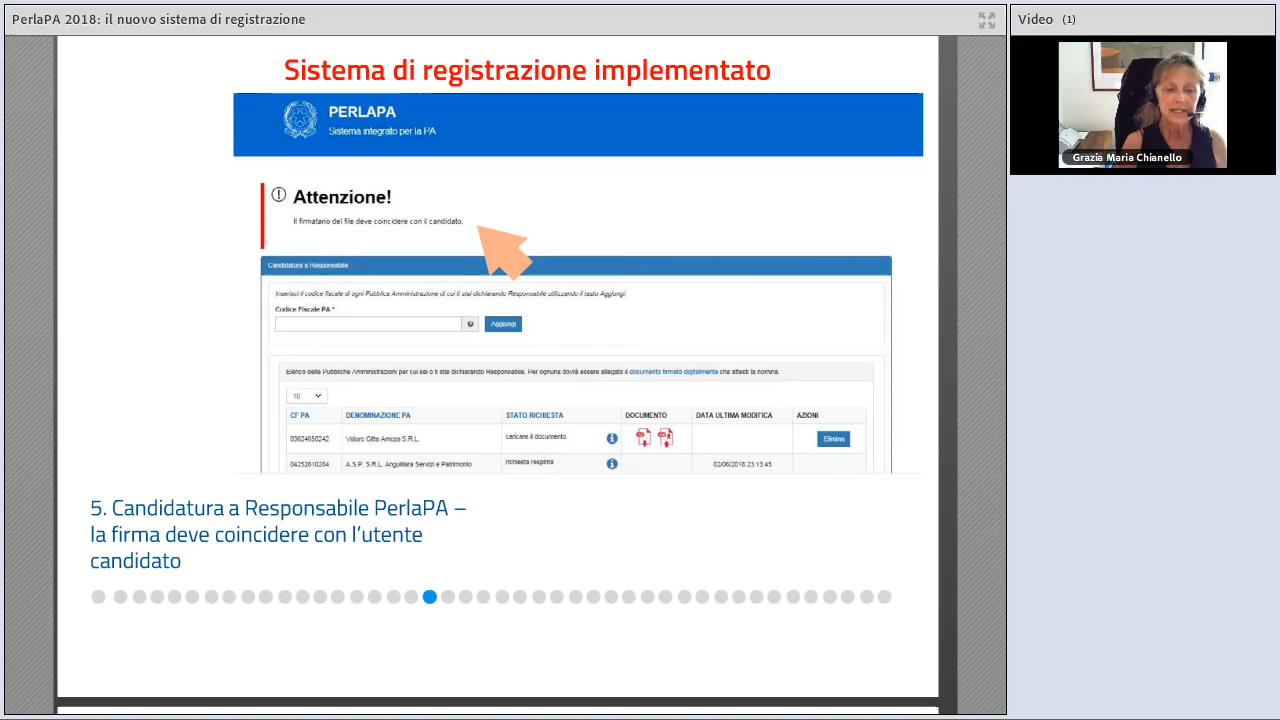 PerlaPA 2018: il nuovo sistema di registrazione
Video (1)
Grazia Maria Chianello
Sistema di registrazione implementato
PERLAPA
Sistema integrato per la PA
Attenzione!
Il firmatario del file deve coincidere con il candidato.
Candidatura a Responsabile
Inserisci il codice fiscale di ogni Pubblica Amministrazione di cui ti stai dichiarando Responsabile utilizzando il tasto Aggiungi.
Codice Fiscale PA *
Aggiungi
Elenco delle Pubbliche Amministrazioni per cui sei o ti stai dichiarando Responsabile. Per ognuna dovrà essere allegato il documento firmato digitalmente che attesti la nomina.
10
CF PA DENOMINAZIONE PA STATO RICHIESTA DOCUMENTO DATA ULTIMA MODIFICA AZIONI
03624650242 Valore Citta Amcps S.R.L. caricare il documento Elimina
04252610284 A.S.P. S.R.L. Anguillara Servizi e Patrimonio richiesta respinta 02/06/2018 23:13:45
5. Candidatura a Responsabile PerlaPA –
la firma deve coincidere con l'utente
candidato